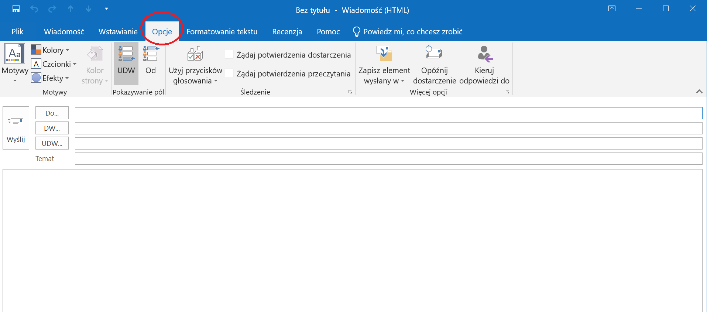 Bez tytułu - Wiadomość (HTML)
Plik Wiadomość Wstawianie Opcje Formatowanie tekstu Recenzja Pomoc Powiedz mi, co chcesz zrobić
Aa Kolory
A Czcionki
Efekty
Motywy
Kolor strony
Motywy
UDW
Od
Pokazywanie pól
Użyj przycisków głosowania
Żądaj potwierdzenia dostarczenia
Żądaj potwierdzenia przeczytania
Śledzenie
Zapisz element wysłany w
Opóźnij dostarczenie
Kieruj odpowiedzi do
Więcej opcji
Wyślij
Do...
DW...
UDW...
Temat